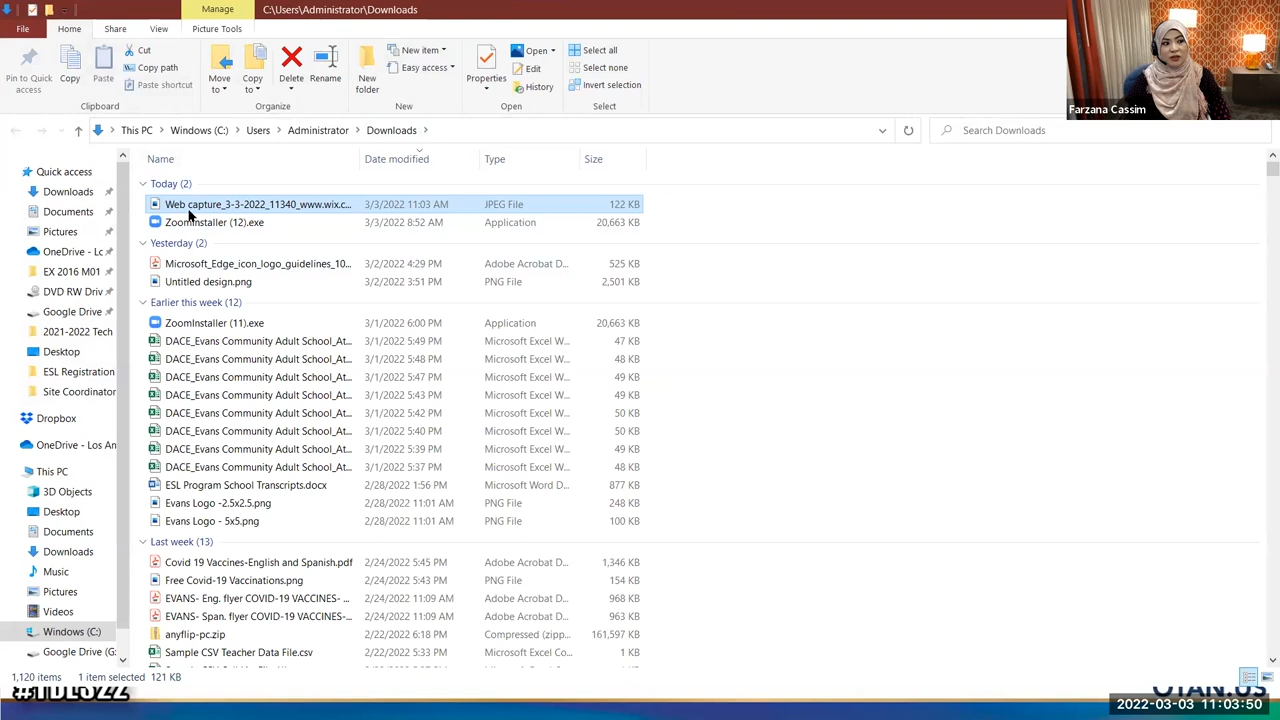 Manage
C:\Users\Administrator\Downloads
File Home Share View Picture Tools
Pin to Quick access
Copy
Paste
Cut
Copy path
Paste shortcut
Clipboard
Move to
Copy to
Delete
Rename
Organize
New folder
New item
Easy access
New
Properties
Open
Edit
History
Open
Select all
Select none
Invert selection
Select
Farzana Cassim
This PC Windows (C:) Users Administrator Downloads
Search Downloads
Quick access
Downloads
Documents
Pictures
OneDrive - Lc
EX 2016 M01
DVD RW Driv
Google Drive
2021-2022 Tech
Desktop
ESL Registration
Site Coordinator
Dropbox
OneDrive - Los An
This PC
3D Objects
Desktop
Documents
Downloads
Music
Pictures
Videos
Windows (C:)
Google Drive (G:
Name Date modified Type Size
Today (2)
Web capture_3-3-2022_11340_www.wix.c... 3/3/2022 11:03 AM JPEG File 122 KB
ZoomInstaller (12).exe 3/3/2022 8:52 AM Application 20,663 KB
Yesterday (2)
Microsoft_Edge_icon_logo_guidelines_10... 3/2/2022 4:29 PM Adobe Acrobat D... 525 KB
Untitled design.png 3/2/2022 3:51 PM PNG File 2,501 KB
Earlier this week (12)
ZoomInstaller (11).exe 3/1/2022 6:00 PM Application 20,663 KB
DACE_Evans Community Adult School_At... 3/1/2022 5:49 PM Microsoft Excel W... 47 KB
DACE_Evans Community Adult School_At... 3/1/2022 5:48 PM Microsoft Excel W... 48 KB
DACE_Evans Community Adult School_At... 3/1/2022 5:47 PM Microsoft Excel W... 49 KB
DACE_Evans Community Adult School_At... 3/1/2022 5:43 PM Microsoft Excel W... 49 KB
DACE_Evans Community Adult School_At... 3/1/2022 5:42 PM Microsoft Excel W... 50 KB
DACE_Evans Community Adult School_At... 3/1/2022 5:40 PM Microsoft Excel W... 50 KB
DACE_Evans Community Adult School_At... 3/1/2022 5:39 PM Microsoft Excel W... 49 KB
DACE_Evans Community Adult School_At... 3/1/2022 5:37 PM Microsoft Excel W... 48 KB
ESL Program School Transcripts.docx 2/28/2022 1:56 PM Microsoft Word D... 877 KB
Evans Logo -2.5x2.5.png 2/28/2022 11:01 AM PNG File 248 KB
Evans Logo - 5x5.png 2/28/2022 11:01 AM PNG File 100 KB
Last week (13)
Covid 19 Vaccines-English and Spanish.pdf 2/24/2022 5:45 PM Adobe Acrobat D... 1,346 KB
Free Covid-19 Vaccinations.png 2/24/2022 5:43 PM PNG File 154 KB
EVANS- Eng. flyer COVID-19 VACCINES- ... 2/24/2022 11:09 AM Adobe Acrobat D... 968 KB
EVANS- Span. flyer COVID-19 VACCINES-... 2/24/2022 11:09 AM Adobe Acrobat D... 963 KB
anyflip-pc.zip 2/22/2022 6:18 PM Compressed (zipp... 161,597 KB
Sample CSV Teacher Data File.csv 2/22/2022 5:33 PM Microsoft Excel Co... 1 KB
1,120 items 1 item selected 121 KB
OTAN.us
2022-03-03 11:03:50